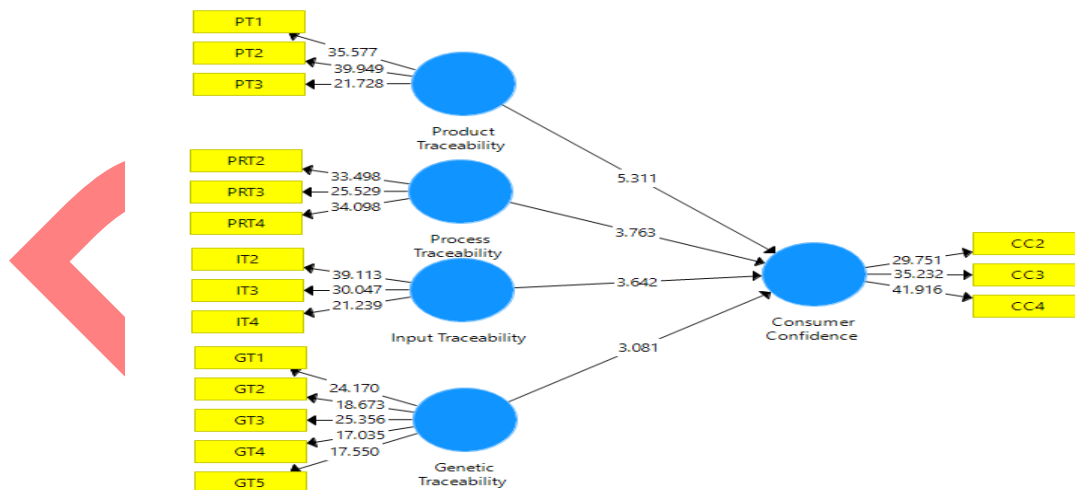 PT1
PT2
PT3
35.577
39.949
21.728
Product
Traceability
5.311
PRT2
PRT3
PRT4
33.498
25.529
34.098
Process
Traceability
3.763
IT2
IT3
IT4
39.113
30.047
21.239
Input Traceability
3.642
GT1
GT2
GT3
GT4
GT5
24.170
18.673
25.356
17.035
17.550
Genetic
Traceability
3.081
Consumer
Confidence
29.751
35.232
41.916
CC2
CC3
CC4